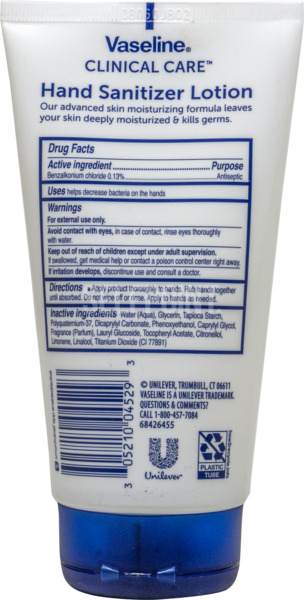 Vaseline®
CLINICAL CARE™
Hand Sanitizer Lotion
Our advanced skin moisturizing formula leaves
your skin deeply moisturized & kills germs.
Drug Facts
Active ingredient Purpose
Benzalkonium chloride 0.13% Antiseptic
Uses helps decrease bacteria on the hands
Warnings
For external use only.
Avoid contact with eyes, in case of contact, rinse eyes thoroughly
with water.
Keep out of reach of children except under adult supervision.
If swallowed, get medical help or contact a poison control center right away.
If irritation develops, discontinue use and consult a doctor.
Directions ■ Apply product thoroughly to hands. Rub hands together
until absorbed. Do not wipe off or rinse. Apply to hands as needed.
Inactive ingredients Water (Aqua), Glycerin, Tapioca Starch,
Polyquaternium-37, Dicaprylyl Carbonate, Phenoxyethanol, Caprylyl Glycol,
Fragrance (Parfum), Lauryl Glucoside, Tocopheryl Acetate, Citronellol,
Limonene, Linalool, Titanium Dioxide (CI 77891)
3 05210 04529 3
© UNILEVER, TRUMBULL, CT 06611
VASELINE IS A UNILEVER TRADEMARK.
QUESTIONS & COMMENTS?
CALL 1-800-457-7084
68426455
Unilever
PLASTIC
TUBE